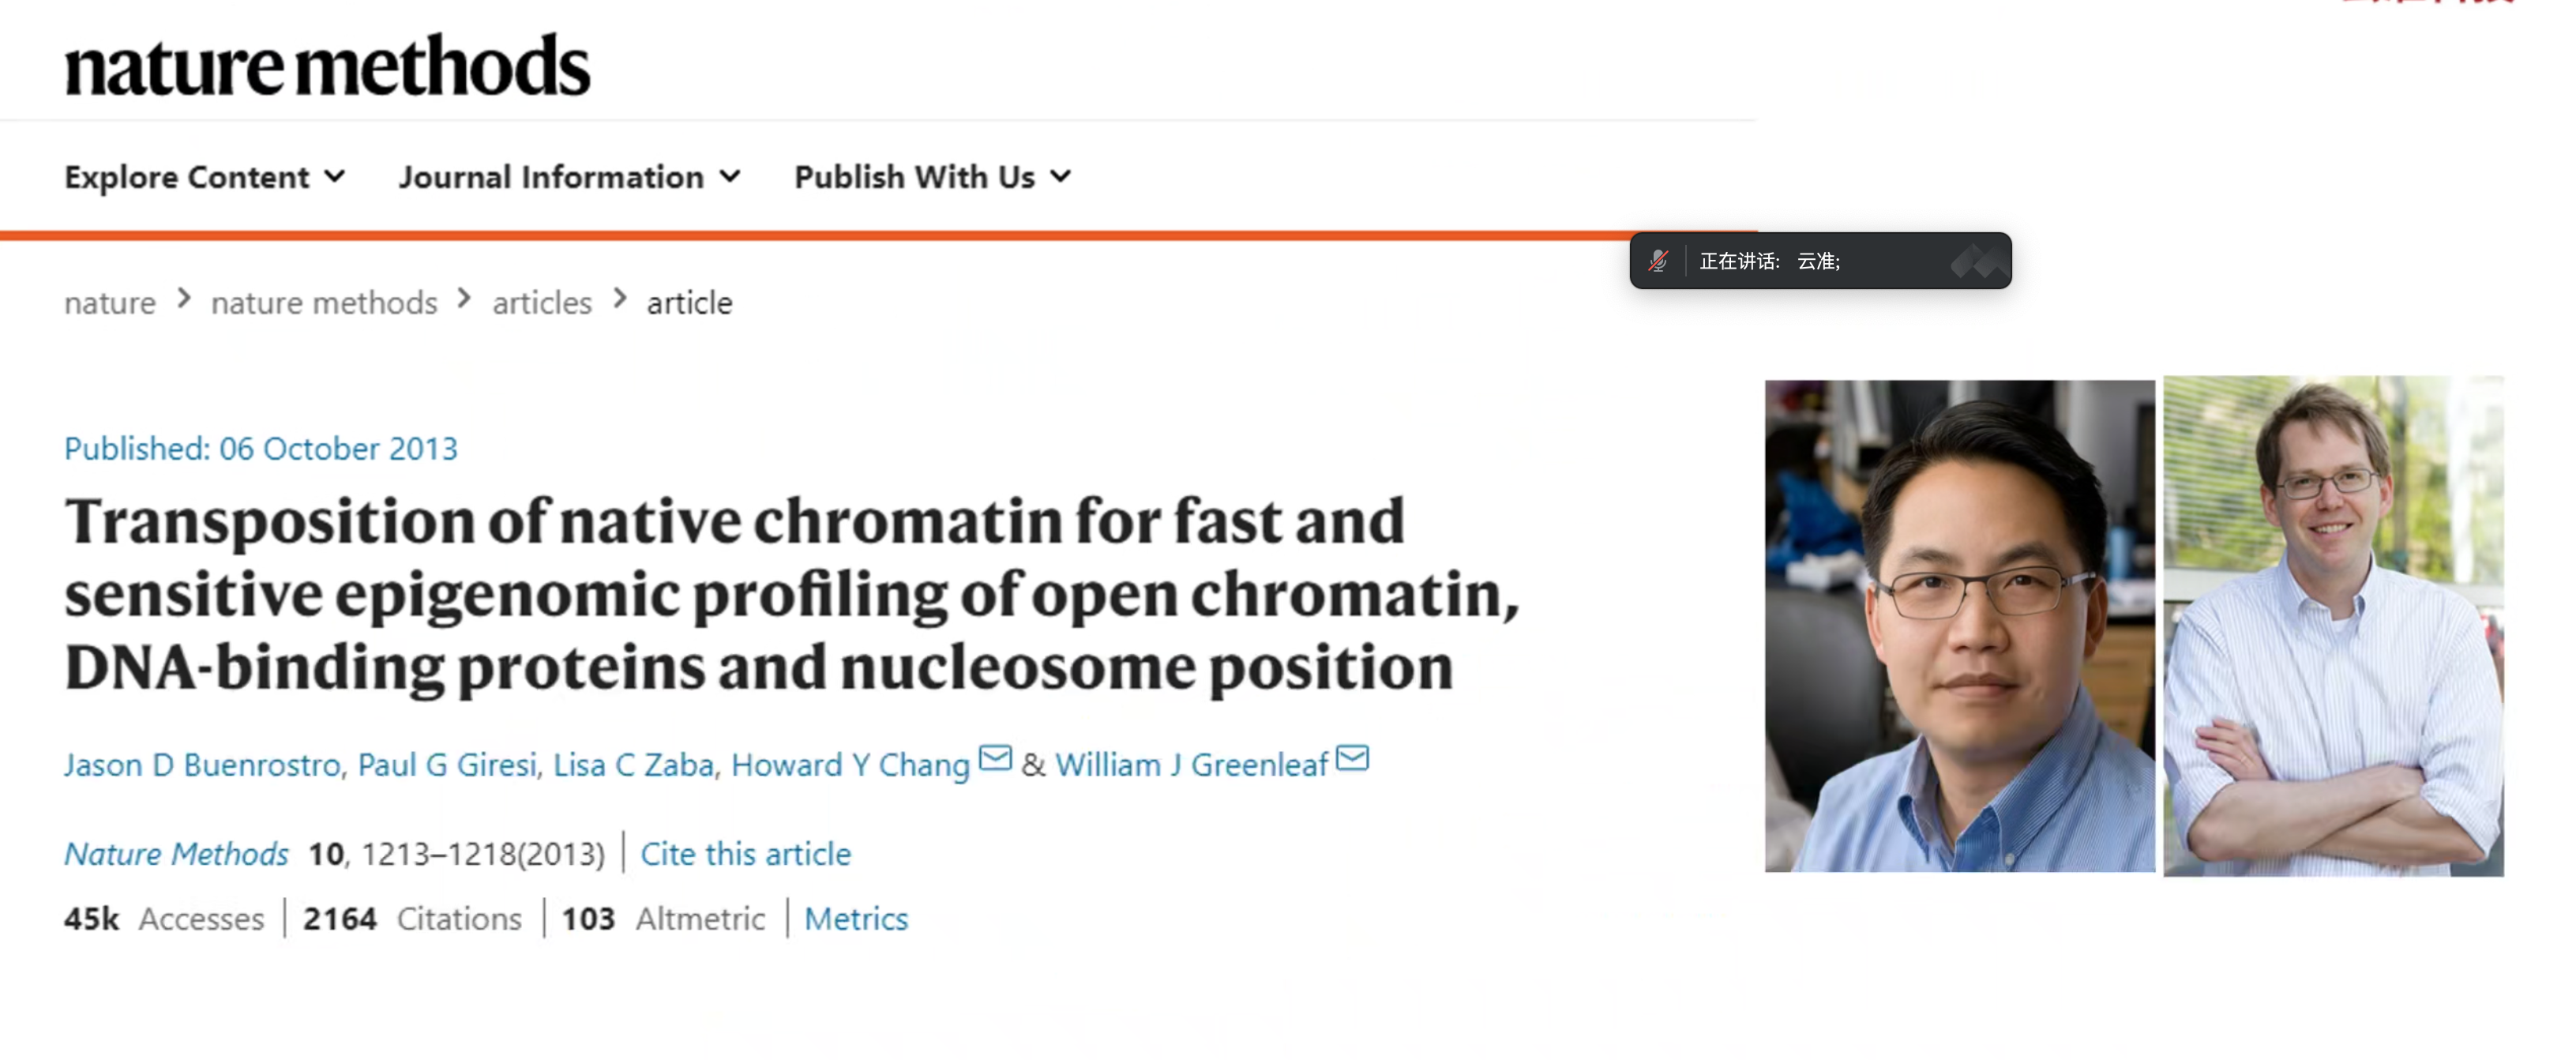 nature methods
Explore Content Journal Information Publish With Us
正在讲话: 云准;
nature > nature methods > articles > article
Published: 06 October 2013
Transposition of native chromatin for fast and
sensitive epigenomic profiling of open chromatin,
DNA-binding proteins and nucleosome position
Jason D Buenrostro, Paul G Giresi, Lisa C Zaba, Howard Y Chang & William J Greenleaf
Nature Methods 10, 1213–1218(2013) | Cite this article
45k Accesses | 2164 Citations | 103 Altmetric | Metrics